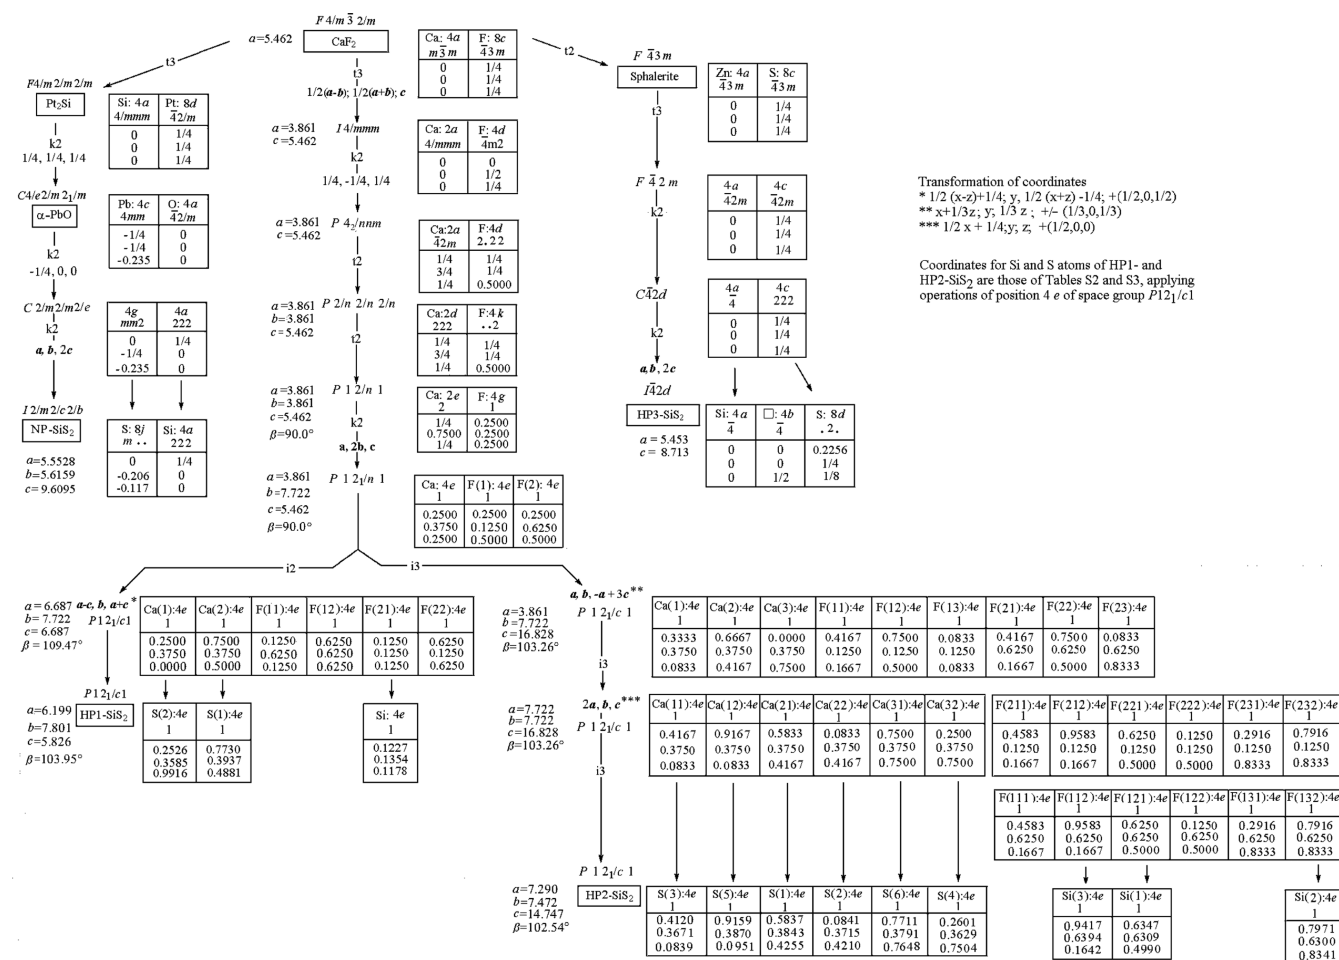 F 4/m 3̅ 2/m
a=5.462
CaF₂
Ca: 4a F: 8c
m3̅m 4̅3m
0 1/4
0 1/4
0 1/4
t3
t3
1/2(a-b); 1/2(a+b); c
t2
F 4̅3m
Sphalerite
Zn: 4a S: 8c
4̅3m 4̅3m
0 1/4
0 1/4
0 1/4
F4/m2/m2/m
Pt₂Si
Si: 4a Pt: 8d
4/mmm 4̅2/m
0 1/4
0 1/4
0 1/4
k2
1/4, 1/4, 1/4
a=3.861
c=5.462
I 4/mmm
Ca: 2a F: 4d
4/mmm 4̅m2
0 0
0 1/2
0 1/4
k2
1/4, -1/4, 1/4
t3
F 4̅ 2 m
4a 4c
4̅2m 4̅2m
0 1/4
0 1/4
0 1/4
k2
Transformation of coordinates
* 1/2 (x-z)+1/4; y, 1/2 (x+z) -1/4; +(1/2,0,1/2)
** x+1/3z; y; 1/3 z ; +/- (1/3,0,1/3)
*** 1/2 x + 1/4;y; z; +(1/2,0,0)
Coordinates for Si and S atoms of HP1- and
HP2-SiS₂ are those of Tables S2 and S3, applying
operations of position 4 e of space group P12₁/c1
C4/e2/m 2₁/m
α-PbO
Pb: 4c O: 4a
4mm 4̅2/m
-1/4 0
-1/4 0
-0.235 0
k2
-1/4, 0, 0
a=3.861
c=5.462
P 4₂/nnm
Ca:2a F:4d
4̅2m 2.22
1/4 1/4
3/4 1/4
1/4 0.5000
t2
C4̅2d
4a 4c
4̅ 222
0 1/4
0 1/4
0 1/4
k2
a,b, 2c
C 2/m2/m2/e
4g 4a
mm2 222
0 1/4
-1/4 0
-0.235 0
k2
a, b, 2c
a=3.861
b=3.861
c=5.462
P 2/n 2/n 2/n
Ca:2d F:4 k
222 ..2
1/4 1/4
3/4 1/4
1/4 0.5000
t2
I4̅2d
HP3-SiS₂
a = 5.453
c = 8.713
Si: 4a □: 4b S: 8d
4̅ 4̅ .2.
0 0 0.2256
0 0 1/4
0 1/2 1/8
I 2/m2/c2/b
NP-SiS₂
a=5.5528
b=5.6159
c=9.6095
S: 8j Si: 4a
m .. 222
0 1/4
-0.206 0
-0.117 0
a=3.861
b=3.861
c=5.462
β=90.0°
P 1 2/n 1
Ca: 2e F: 4g
2 1
1/4 0.2500
0.7500 0.2500
1/4 0.2500
k2
a, 2b, c
a=3.861
b=7.722
c=5.462
β=90.0°
P 1 2₁/n 1
Ca: 4e F(1): 4e F(2): 4e
1 1 1
0.2500 0.2500 0.2500
0.3750 0.1250 0.6250
0.2500 0.5000 0.5000
i2
i3
a = 6.687
b= 7.722
c = 6.687
β = 109.47°
a-c, b, a+c *
P12₁/c1
Ca(1):4e Ca(2):4e F(11):4e F(12):4e F(21):4e F(22):4e
1 1 1 1 1 1
0.2500 0.7500 0.1250 0.6250 0.1250 0.6250
0.3750 0.3750 0.6250 0.6250 0.1250 0.1250
0.0000 0.5000 0.1250 0.6250 0.1250 0.6250
P12₁/c1
HP1-SiS₂
a=6.199
b=7.801
c=5.826
β=103.95°
S(2):4e S(1):4e Si: 4e
1 1 1
0.2526 0.7730 0.1227
0.3585 0.3937 0.1354
0.9916 0.4881 0.1178
a, b, -a + 3c**
P 1 2₁/c 1
a=3.861
b=7.722
c=16.828
β=103.26°
Ca(1):4e Ca(2):4e Ca(3):4e F(11):4e F(12):4e F(13):4e F(21):4e F(22):4e F(23):4e
1 1 1 1 1 1 1 1 1
0.3333 0.6667 0.0000 0.4167 0.7500 0.0833 0.4167 0.7500 0.0833
0.3750 0.3750 0.3750 0.1250 0.1250 0.1250 0.6250 0.6250 0.6250
0.0833 0.4167 0.7500 0.1667 0.5000 0.0833 0.1667 0.5000 0.8333
i3
2a, b, c***
P 1 2₁/c 1
a=7.722
b=7.722
c=16.828
β=103.26°
Ca(11):4e Ca(12):4e Ca(21):4e Ca(22):4e Ca(31):4e Ca(32):4e
1 1 1 1 1 1
0.4167 0.9167 0.5833 0.0833 0.7500 0.2500
0.3750 0.3750 0.3750 0.3750 0.3750 0.3750
0.0833 0.0833 0.4167 0.4167 0.7500 0.7500
F(211):4e F(212):4e F(221):4e F(222):4e F(231):4e F(232):4e
1 1 1 1 1 1
0.4583 0.9583 0.6250 0.1250 0.2916 0.7916
0.1250 0.1250 0.1250 0.1250 0.1250 0.1250
0.1667 0.1667 0.5000 0.5000 0.8333 0.8333
i3
F(111):4e F(112):4e F(121):4e F(122):4e F(131):4e F(132):4e
1 1 1 1 1 1
0.4583 0.9583 0.6250 0.1250 0.2916 0.7916
0.6250 0.6250 0.6250 0.6250 0.6250 0.6250
0.1667 0.1667 0.5000 0.5000 0.8333 0.8333
P 1 2₁/c 1
HP2-SiS₂
a=7.290
b=7.472
c=14.747
β=102.54°
S(3):4e S(5):4e S(1):4e S(2):4e S(6):4e S(4):4e
1 1 1 1 1 1
0.4120 0.9159 0.5837 0.0841 0.7711 0.2601
0.3671 0.3870 0.3843 0.3715 0.3791 0.3629
0.0839 0.0951 0.4255 0.4210 0.7648 0.7504
Si(3):4e Si(1):4e Si(2):4e
1 1 1
0.9417 0.6347 0.7971
0.6394 0.6309 0.6300
0.1642 0.4990 0.8341